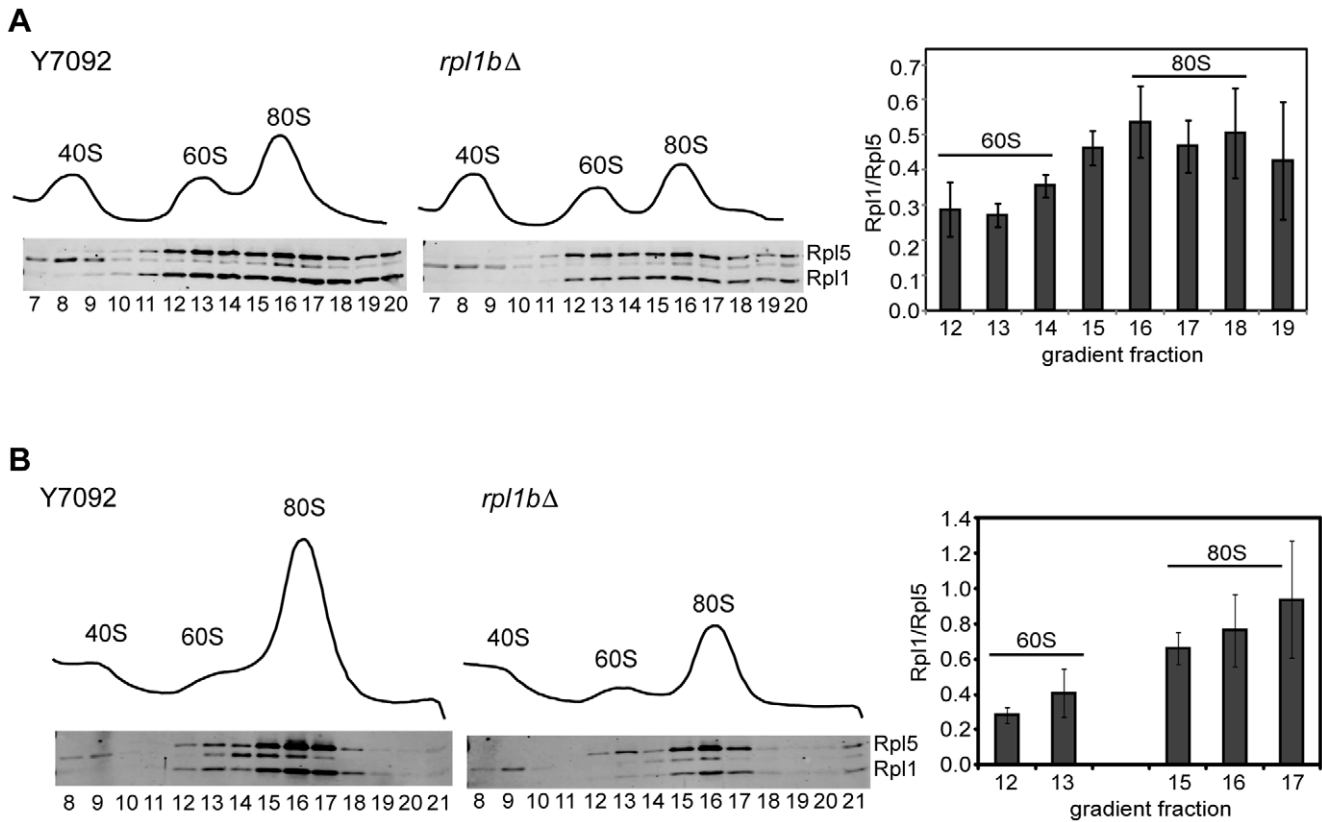 A
Y7092
40S
60S
80S
Rpl5
Rpl1
7 8 9 10 11 12 13 14 15 16 17 18 19 20
rpl1bΔ
40S
60S
80S
7 8 9 10 11 12 13 14 15 16 17 18 19 20
Rpl1/Rpl5
0.7
0.6
0.5
0.4
0.3
0.2
0.1
0.0
60S
80S
12 13 14 15 16 17 18 19
gradient fraction
B
Y7092
40S
60S
80S
8 9 10 11 12 13 14 15 16 17 18 19 20 21
rpl1bΔ
40S
60S
80S
Rpl5
Rpl1
8 9 10 11 12 13 14 15 16 17 18 19 20 21
Rpl1/Rpl5
1.4
1.2
1.0
0.8
0.6
0.4
0.2
0.0
60S
80S
12 13 15 16 17
gradient fraction